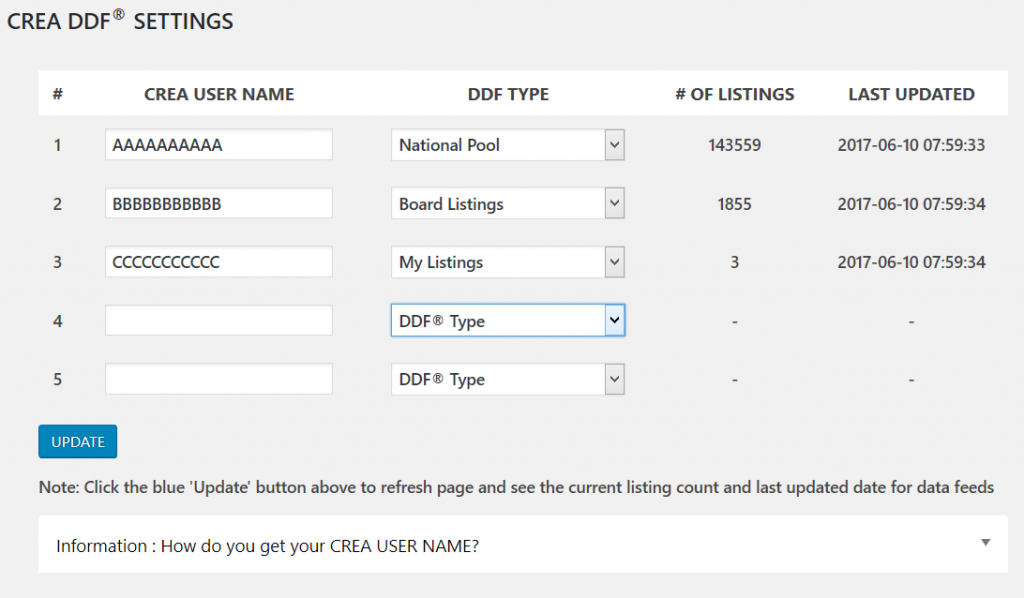 CREA DDF® SETTINGS
# CREA USER NAME DDF TYPE # OF LISTINGS LAST UPDATED
1 AAAAAAAAAA National Pool 143559 2017-06-10 07:59:33
2 BBBBBBBBBBB Board Listings 1855 2017-06-10 07:59:34
3 CCCCCCCCCCC My Listings 3 2017-06-10 07:59:34
4 DDF® Type - -
5 DDF® Type - -
UPDATE
Note: Click the blue 'Update' button above to refresh page and see the current listing count and last updated date for data feeds
Information : How do you get your CREA USER NAME?